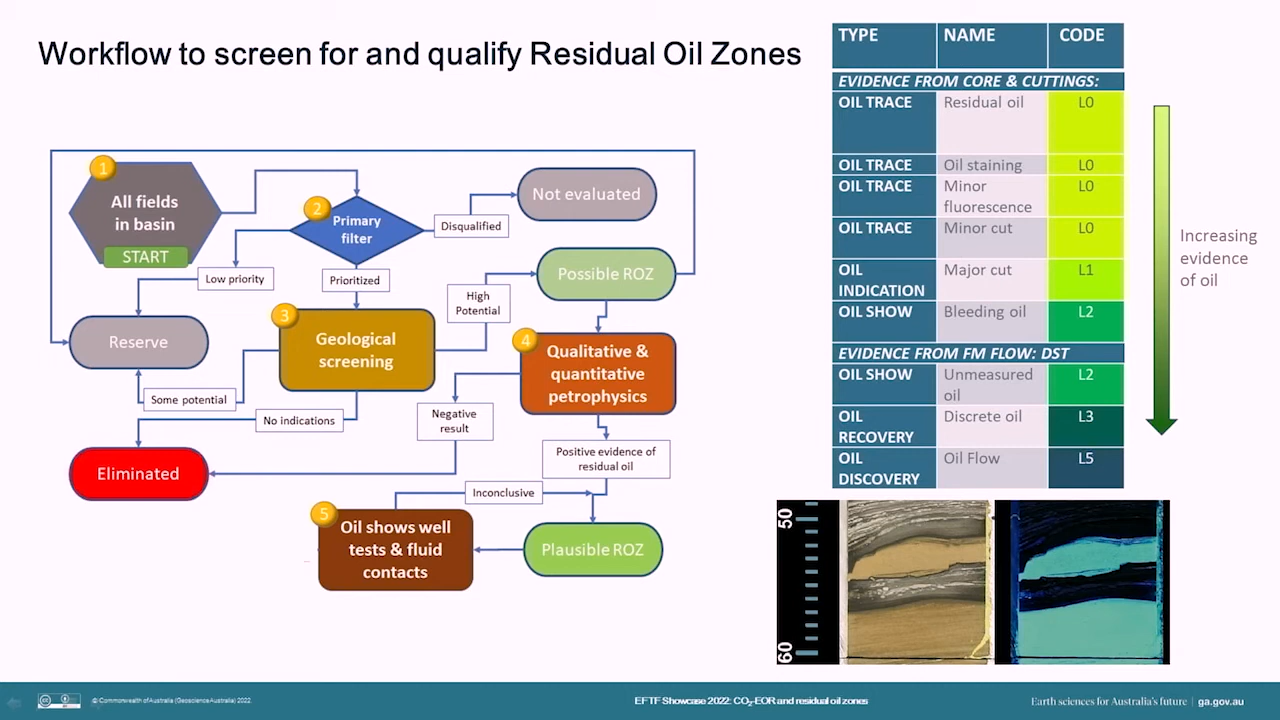 Workflow to screen for and qualify Residual Oil Zones
1
All fields
in basin
START
2
Primary
filter
Disqualified
Not evaluated
Low priority
Prioritized
Possible ROZ
High
Potential
Reserve
3
Geological
screening
4
Qualitative &
quantitative
petrophysics
Some potential
No indications
Negative
result
Positive evidence of
residual oil
Eliminated
Inconclusive
5
Oil shows well
tests & fluid
contacts
Plausible ROZ
TYPE NAME CODE
EVIDENCE FROM CORE & CUTTINGS:
OIL TRACE Residual oil L0
OIL TRACE Oil staining L0
OIL TRACE Minor L0
fluorescence
OIL TRACE Minor cut L0
OIL Major cut L1
INDICATION
OIL SHOW Bleeding oil L2
EVIDENCE FROM FM FLOW: DST
OIL SHOW Unmeasured L2
oil
OIL Discrete oil L3
RECOVERY
OIL Oil Flow L5
DISCOVERY
Increasing
evidence
of oil
50
60
cc
© Commonwealth of Australia (Geoscience Australia) 2022
EFTF Showcase 2022: CO2-EOR and residual oil zones
Earth sciences for Australia's future | ga.gov.au